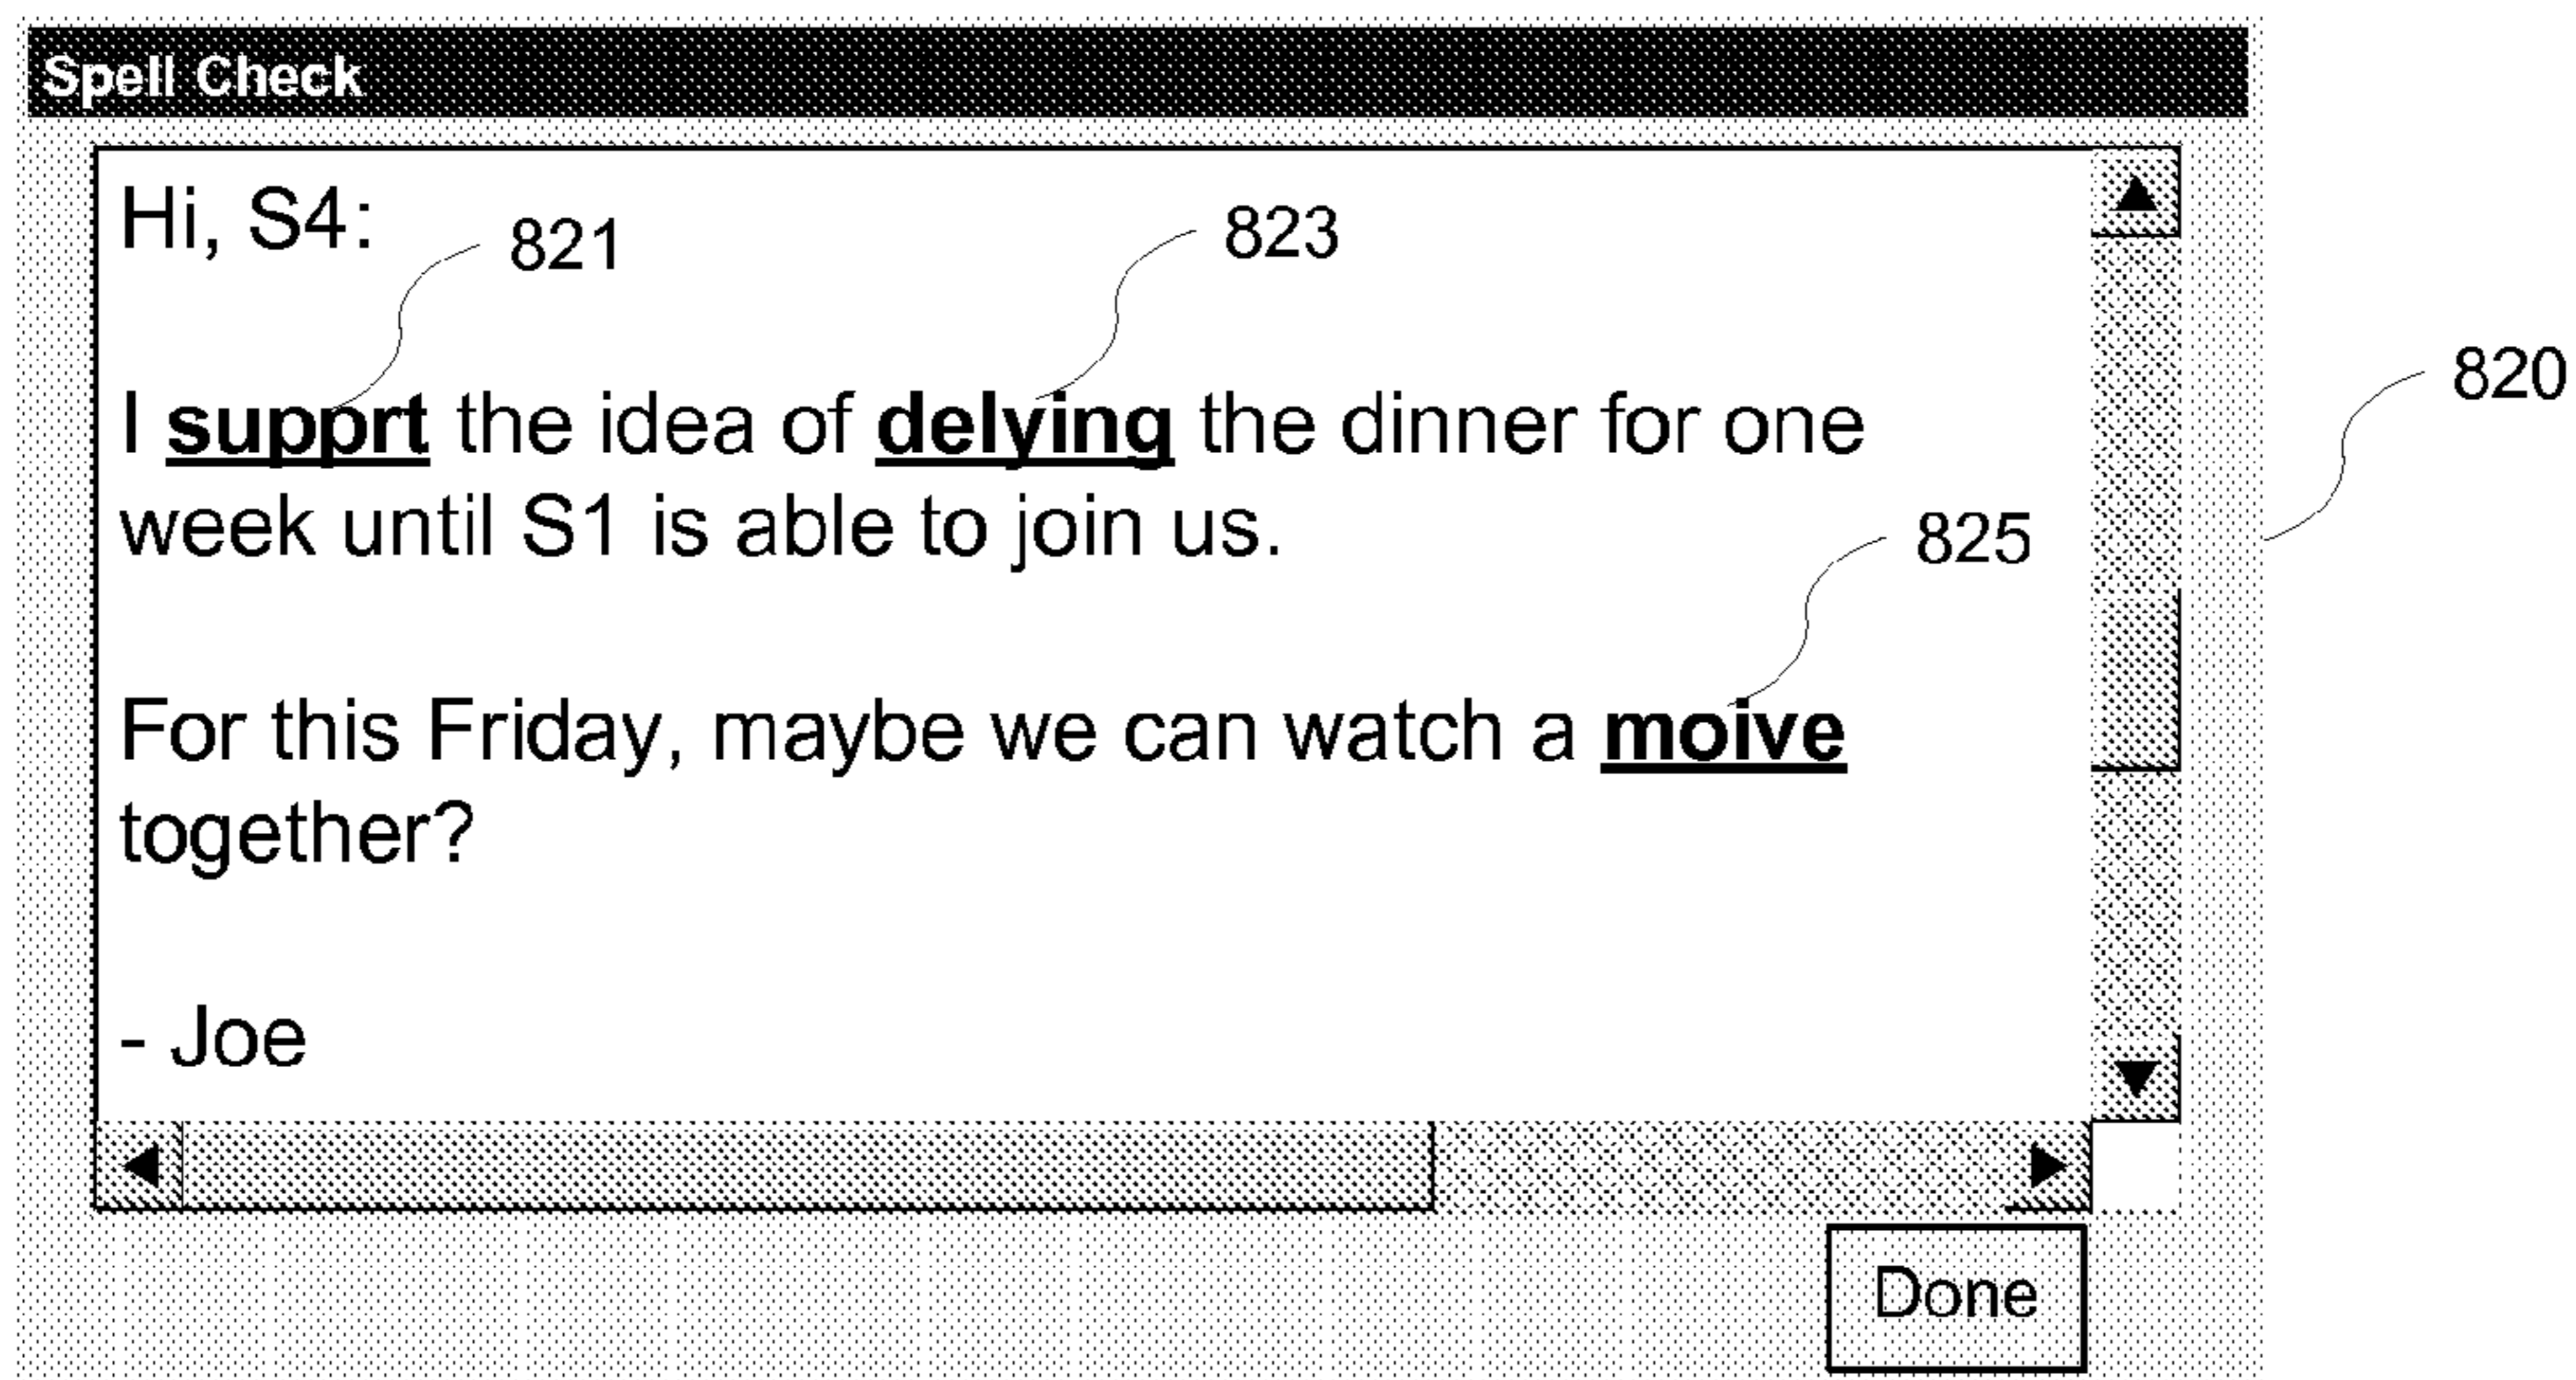 Spell Check
Hi, S4:
821
823
I supprt the idea of delying the dinner for one
820
week until S1 is able to join us.
825
For this Friday, maybe we can watch a moive
together?
- Joe
Done